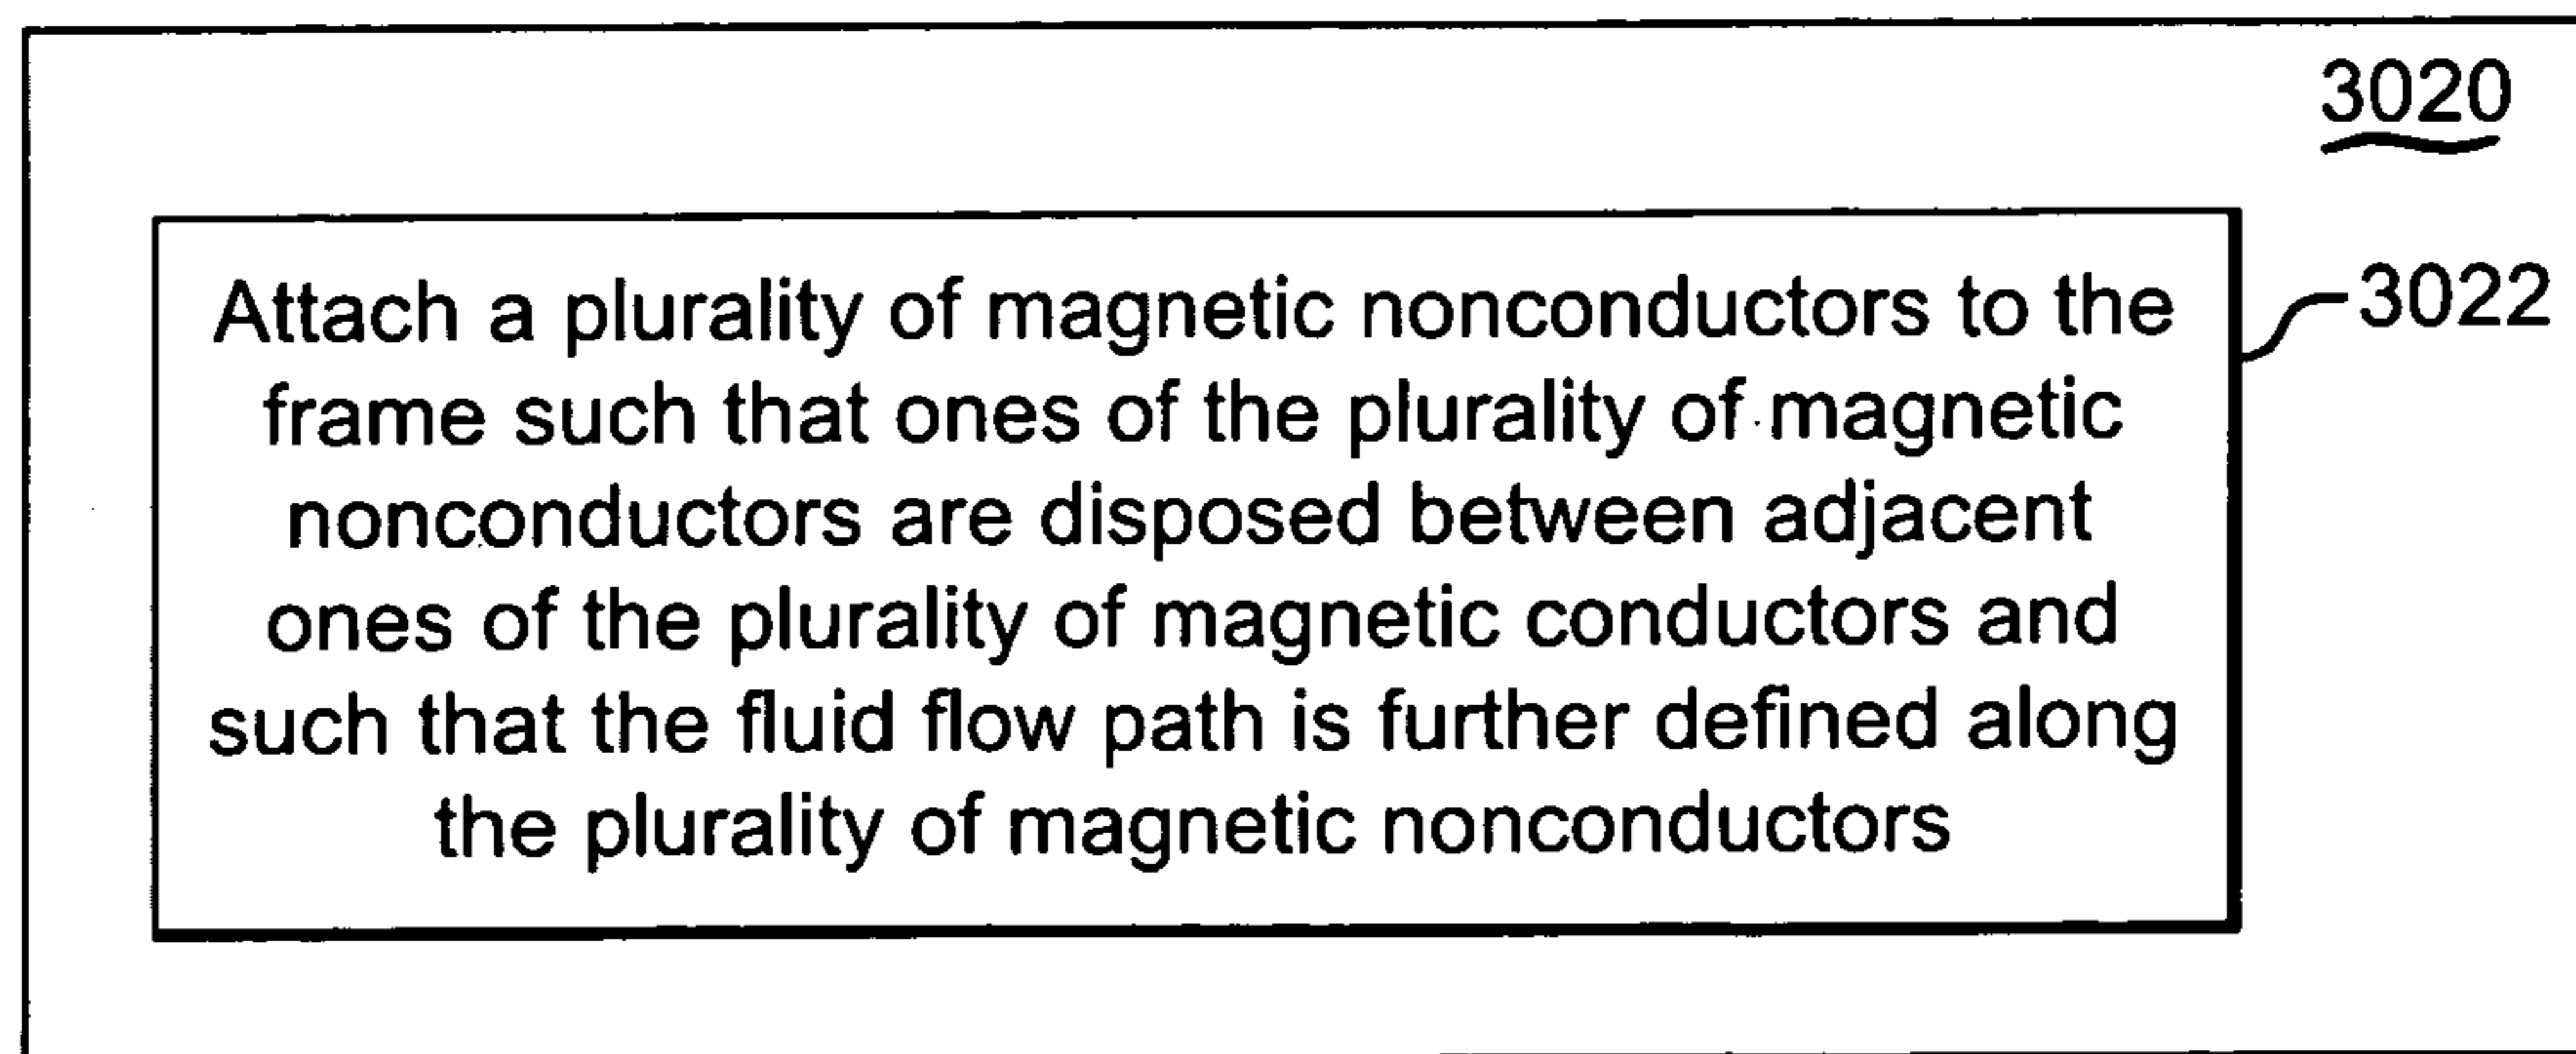 3020
Attach a plurality of magnetic nonconductors to the
frame such that ones of the plurality of magnetic
nonconductors are disposed between adjacent
ones of the plurality of magnetic conductors and
such that the fluid flow path is further defined along
the plurality of magnetic nonconductors
3022